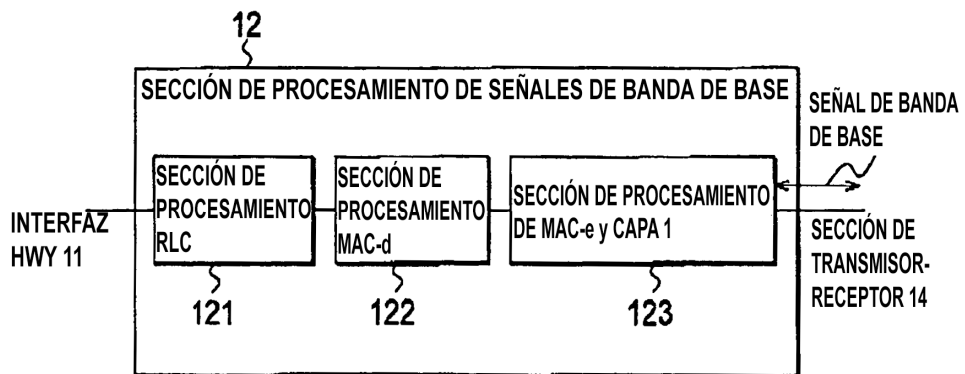 12
SECCIÓN DE PROCESAMIENTO DE SEÑALES DE BANDA DE BASE
SEÑAL DE BANDA
DE BASE
SECCIÓN DE
PROCESAMIENTO
RLC
SECCIÓN DE
PROCESAMIENTO
MAC-d
SECCIÓN DE PROCESAMIENTO
DE MAC-e y CAPA 1
INTERFAZ
HWY 11
SECCIÓN DE
TRANSMISOR-
RECEPTOR 14
121
122
123